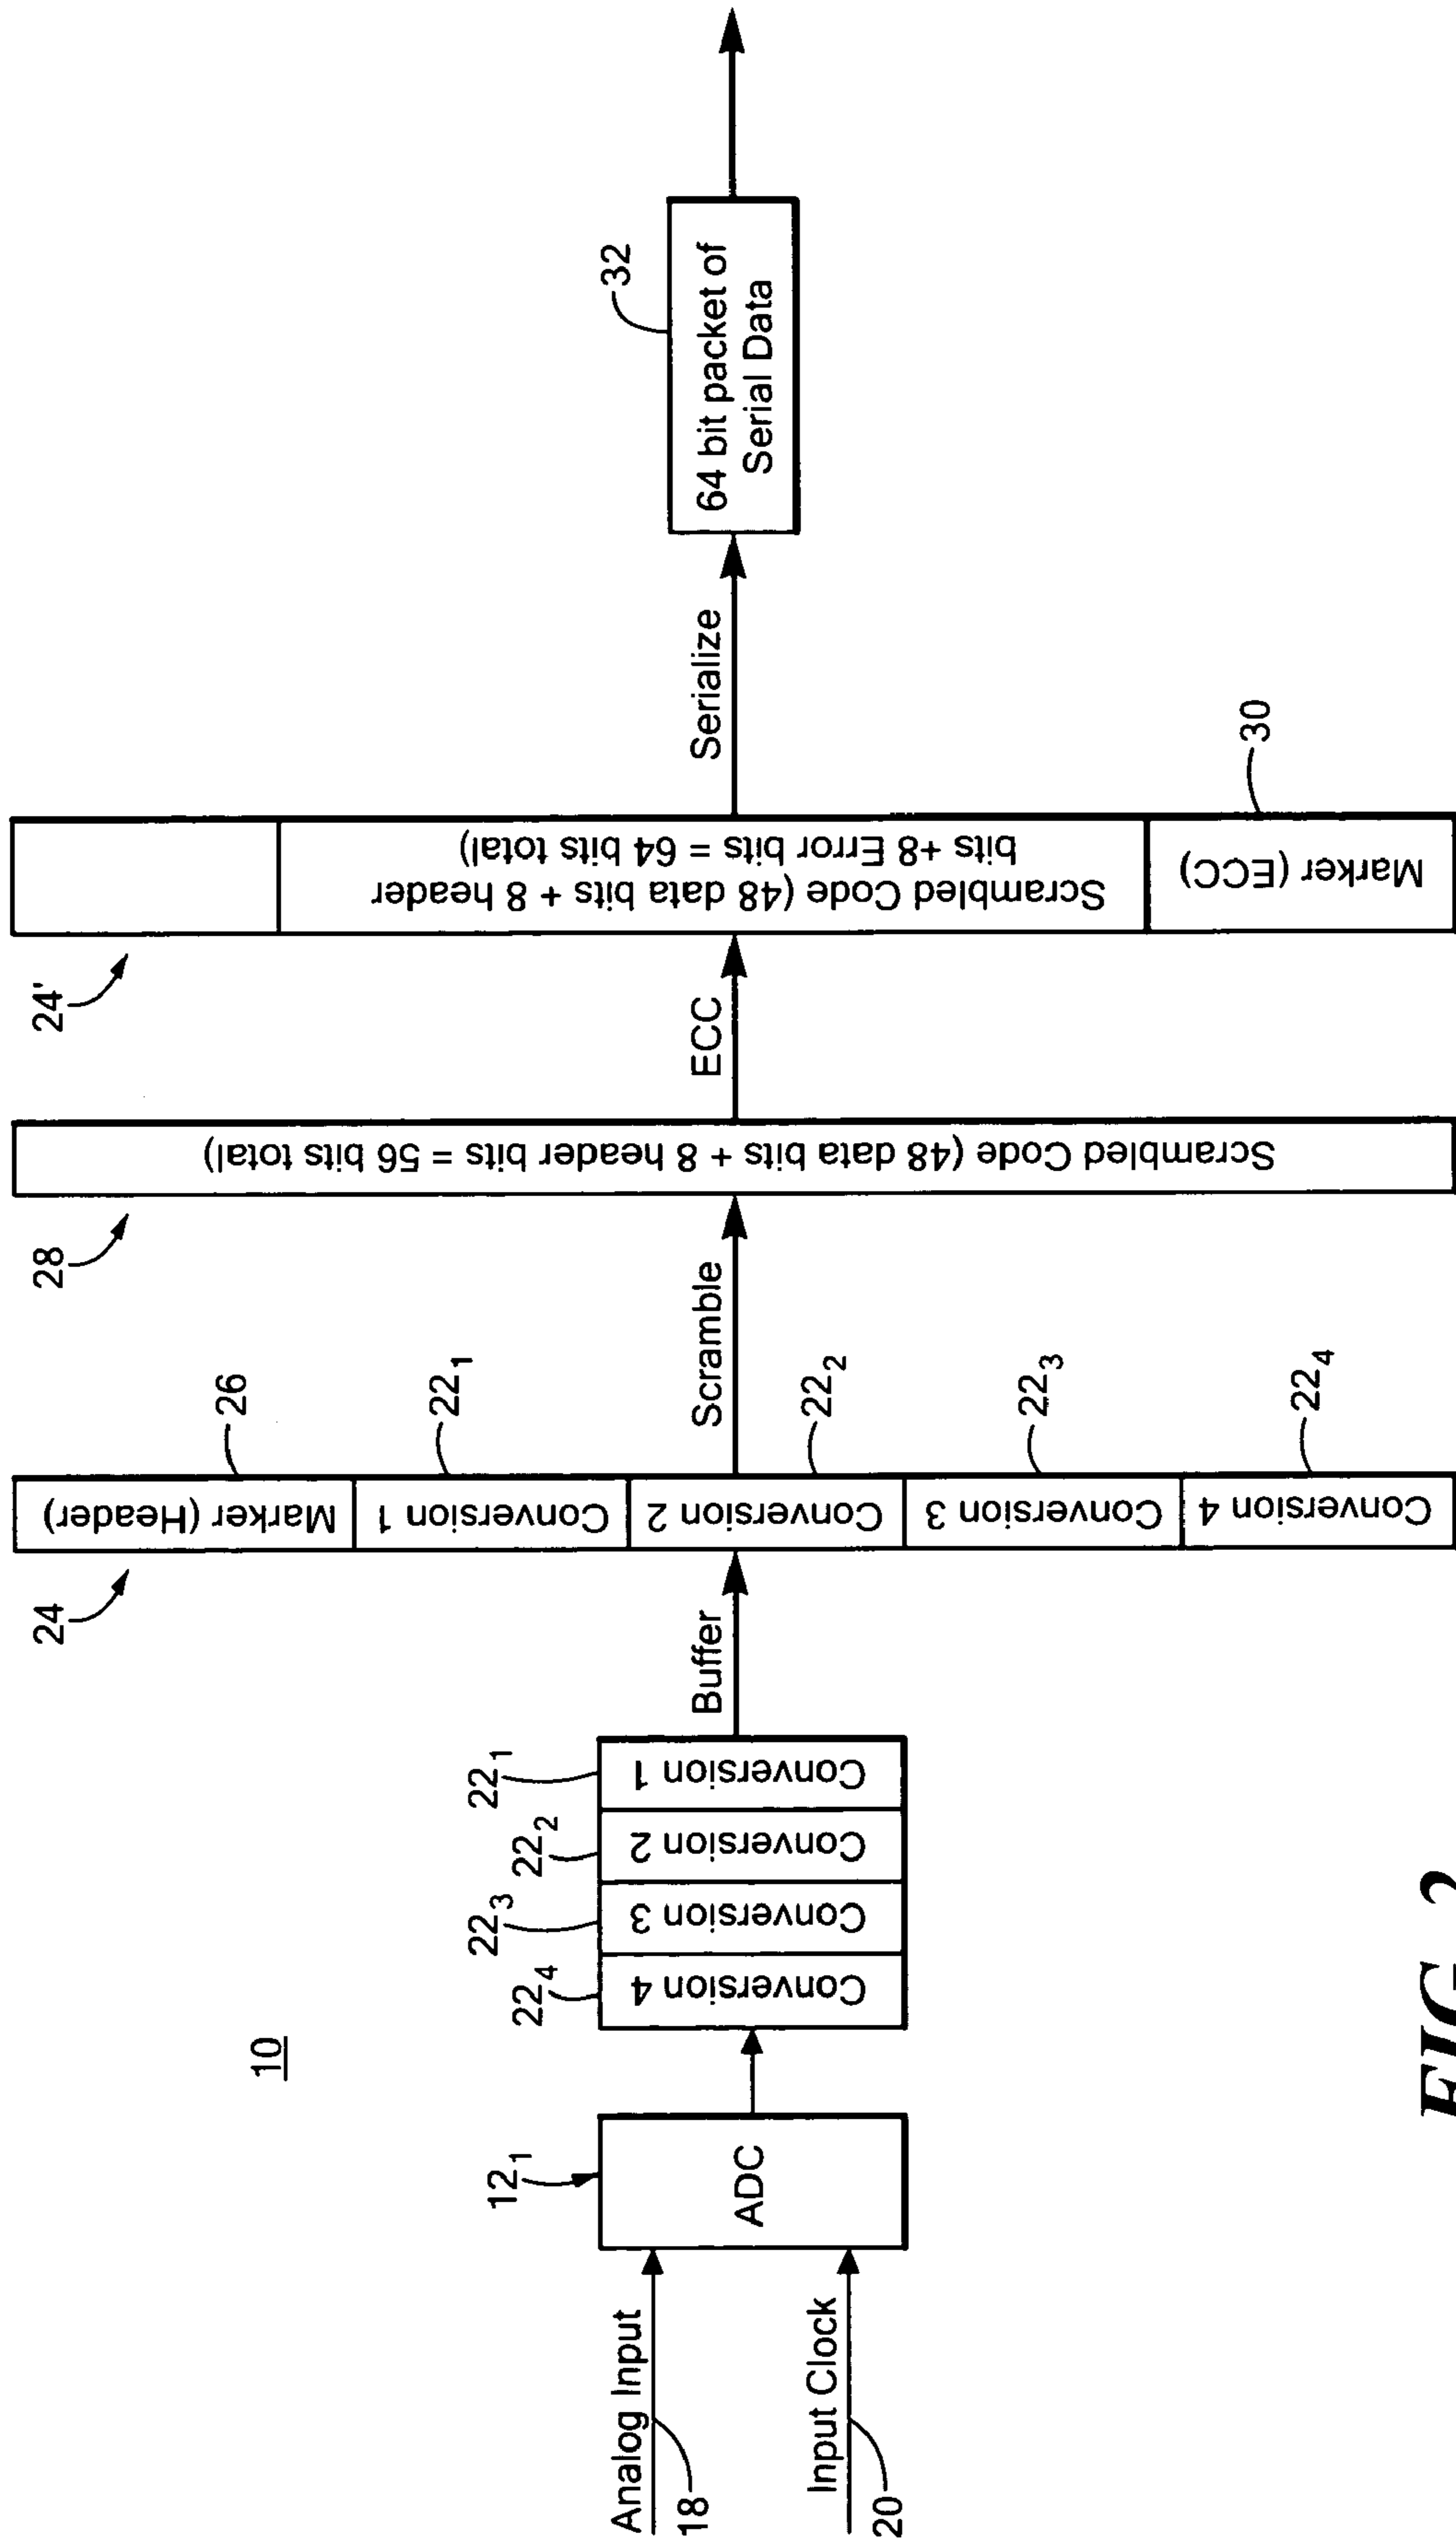 10
Analog Input
18
Input Clock
20
12₁
ADC
22₄
22₃
22₂
22₁
Conversion 4
Conversion 3
Conversion 2
Conversion 1
Buffer
24
Marker (Header)
Conversion 1
Conversion 2
Conversion 3
Conversion 4
26
22₁
22₂
22₃
22₄
Scramble
28
Scrambled Code (48 data bits + 8 header bits = 56 bits total)
ECC
24'
Scrambled Code (48 data bits + 8 header
bits +8 Error bits = 64 bits total)
Marker (ECC)
30
Serialize
32
64 bit packet of
Serial Data
FIG. 2